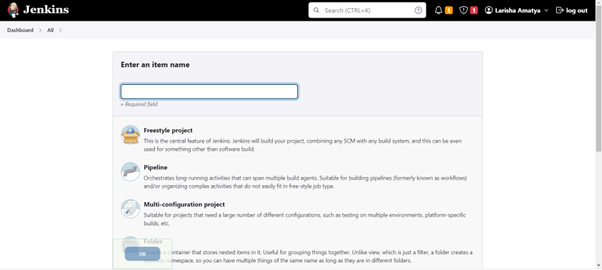 Jenkins
Search (CTRL+K)
1
1
Larisha Amatya
log out
Dashboard
All
Enter an item name
» Required field
Freestyle project
This is the central feature of Jenkins. Jenkins will build your project, combining any SCM with any build system, and this can be even
used for something other than software build.
Pipeline
Orchestrates long-running activities that can span multiple build agents. Suitable for building pipelines (formerly known as workflows)
and/or organizing complex activities that do not easily fit in free-style job type.
Multi-configuration project
Suitable for projects that need a large number of different configurations, such as testing on multiple environments, platform-specific
builds, etc.
Folder
a container that stores nested items in it. Useful for grouping things together. Unlike view, which is just a filter, a folder creates a
OK
namespace, so you can have multiple things of the same name as long as they are in different folders.